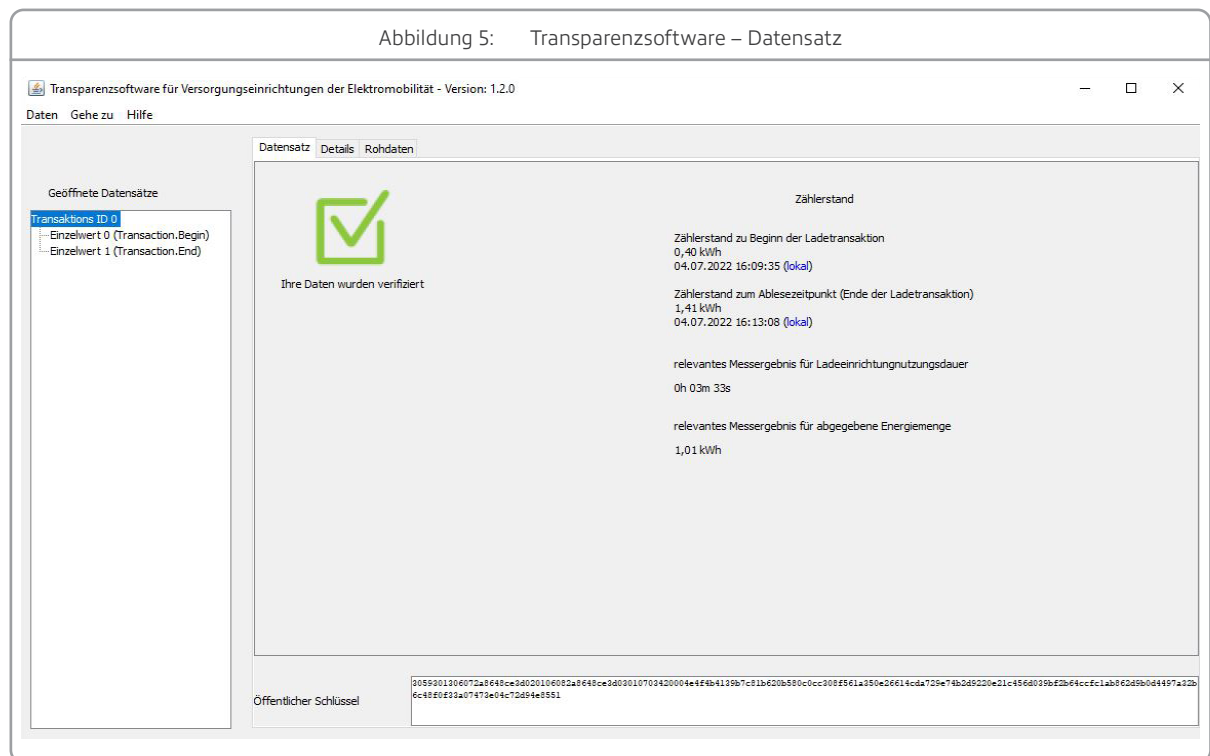 Abbildung 5: Transparenzsoftware – Datensatz
Transparenzsoftware für Versorgungseinrichtungen der Elektromobilität - Version: 1.2.0
Daten Gehe zu Hilfe
Datensatz Details Rohdaten
Geöffnete Datensätze
Transaktions ID 0
Einzelwert 0 (Transaction.Begin)
Einzelwert 1 (Transaction.End)
Ihre Daten wurden verifiziert
Zählerstand
Zählerstand zu Beginn der Ladetransaktion
0,40 kWh
04.07.2022 16:09:35 (lokal)
Zählerstand zum Ablesezeitpunkt (Ende der Ladetransaktion)
1,41 kWh
04.07.2022 16:13:08 (lokal)
relevantes Messergebnis für Ladeeinrichtungnutzungsdauer
0h 03m 33s
relevantes Messergebnis für abgegebene Energiemenge
1,01 kWh
Öffentlicher Schlüssel
3059301306072a8648ce3d020106082a8648ce3d03010703420004e4f4b4139b7c81b620b580c0cc308f561a350e26614cda729e74b2d9220e21c456d039bf2b64ccfc1ab862d9b0d4497a32b
6c48f0f33a07473e04c72d94e8551